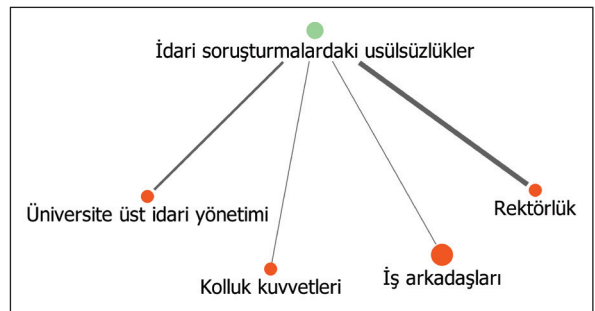 İdari soruşturmalardaki usülsüzlükler
Üniversite üst idari yönetimi
Rektörlük
Kolluk kuvvetleri
İş arkadaşları